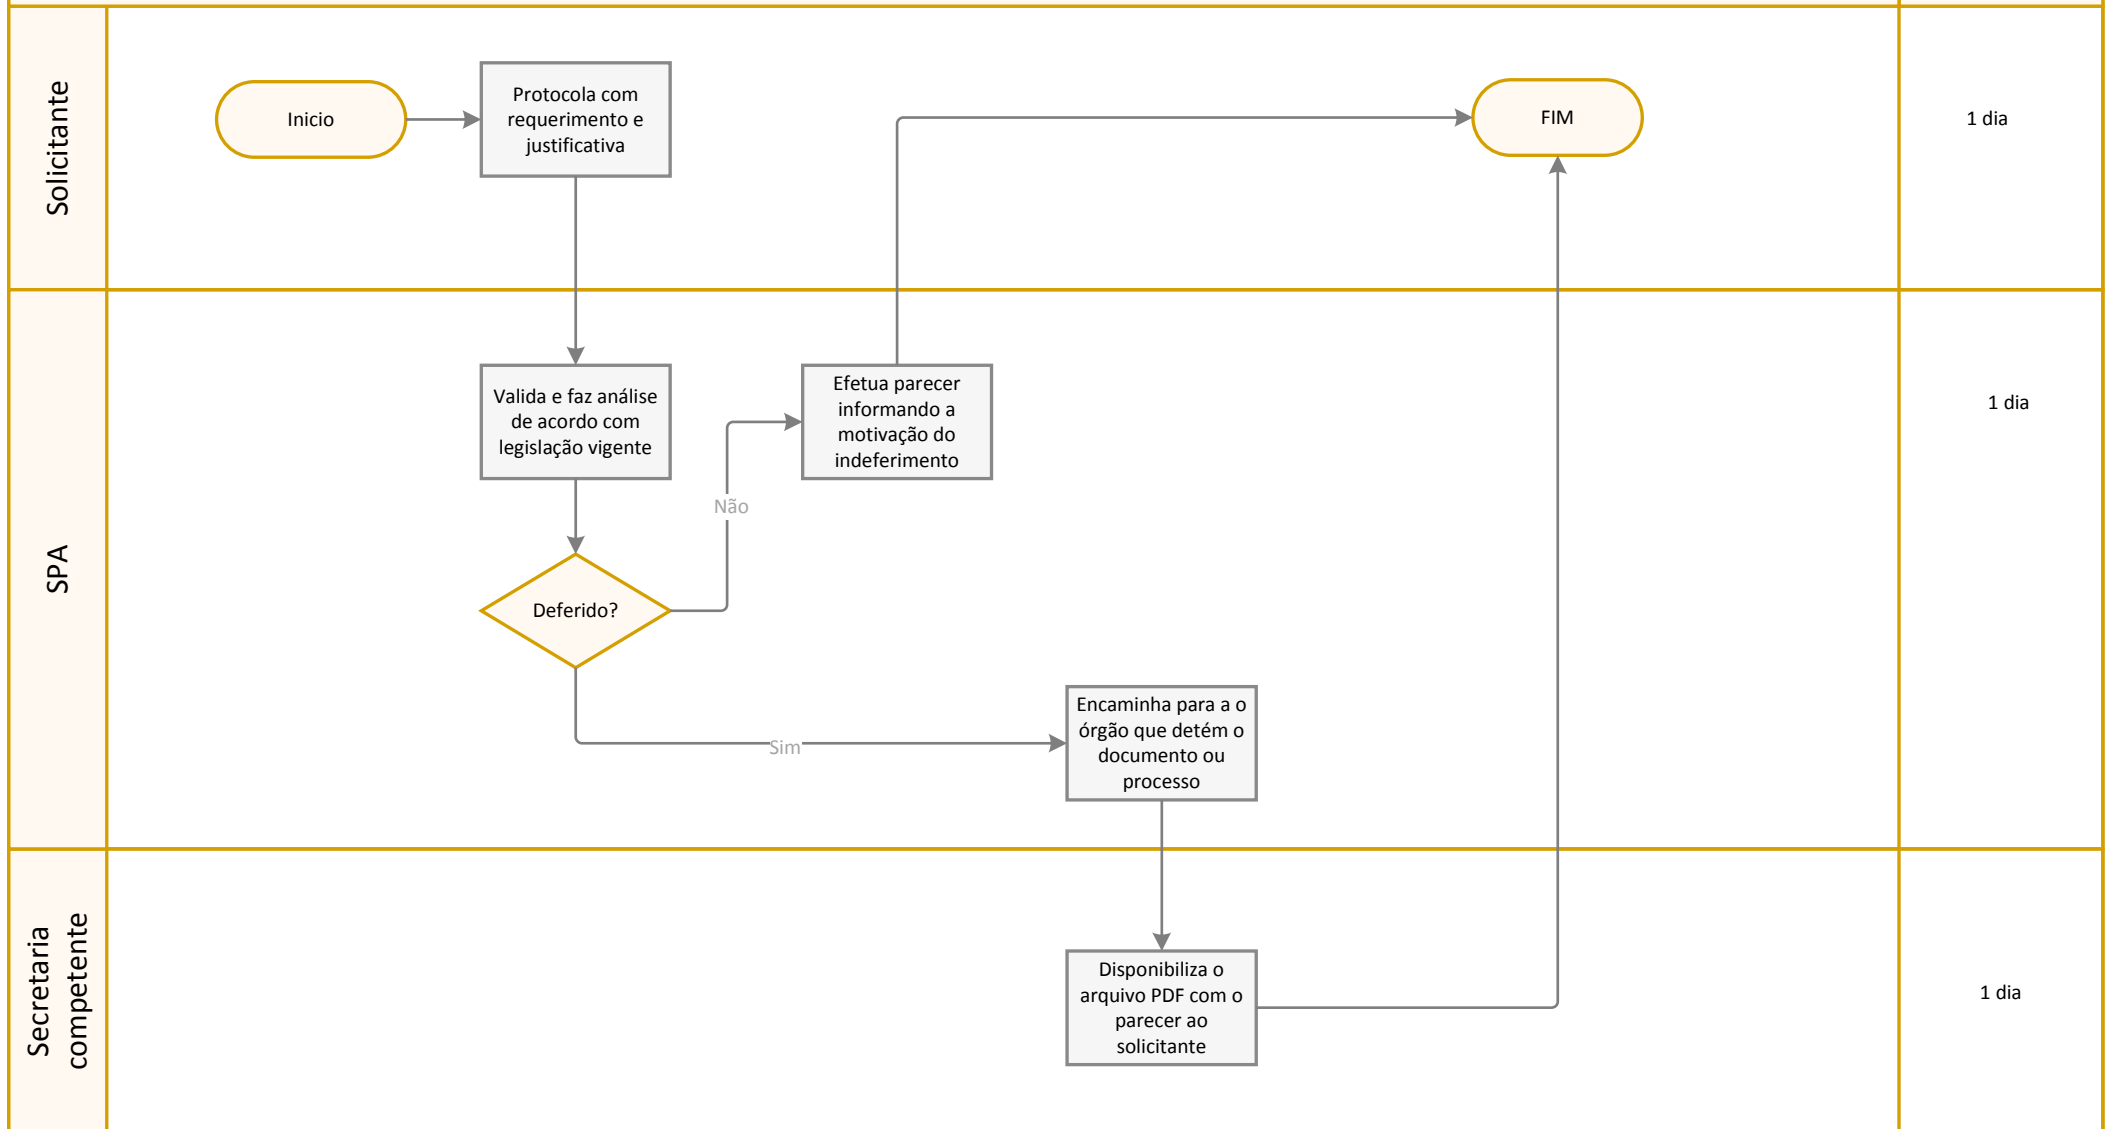 Solicitante
Inicio
Protocola com
requerimento e
justificativa
FIM
1 dia
SPA
Valida e faz análise
de acordo com
legislação vigente
Efetua parecer
informando a
motivação do
indeferimento
1 dia
Não
Deferido?
Sim
Encaminha para a o
órgão que detém o
documento ou
processo
Secretaria
competente
Disponibiliza o
arquivo PDF com o
parecer ao
solicitante
1 dia